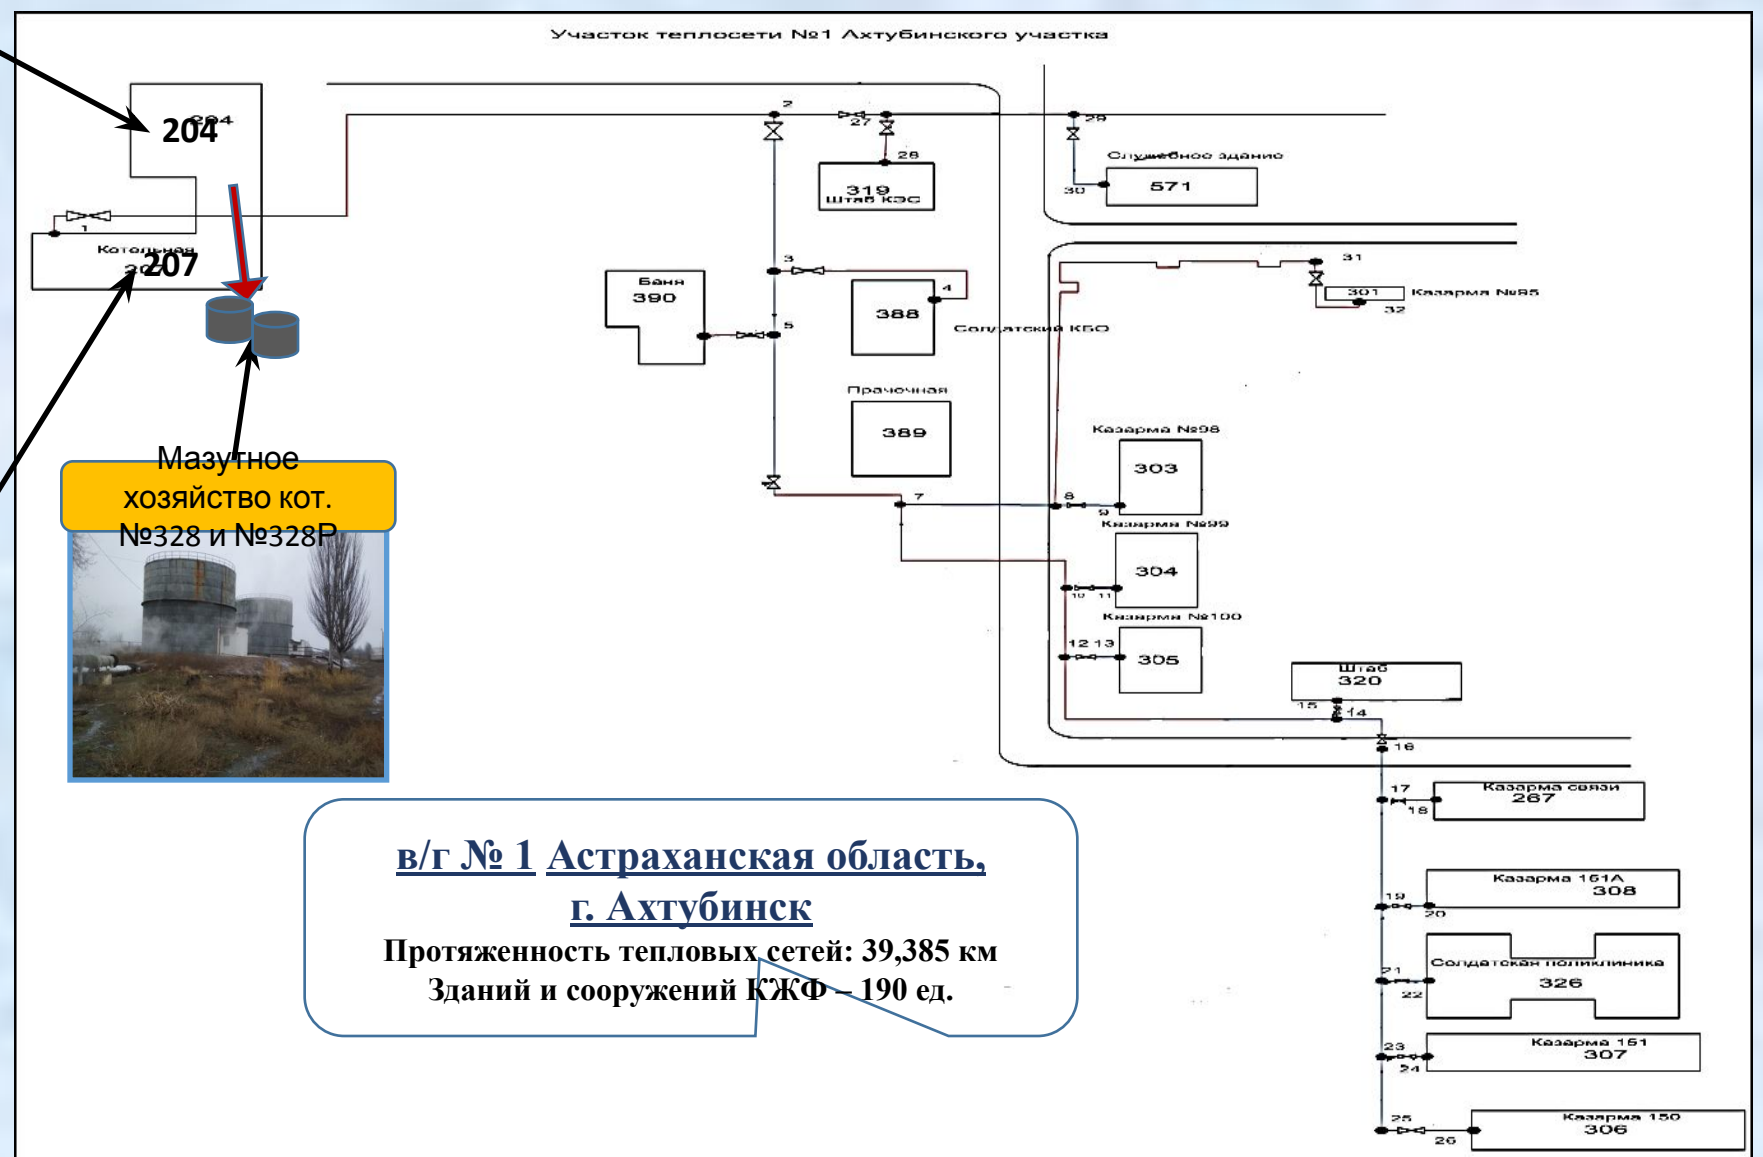 Участок теплосети №1 Ахтубинского участка
204
204
1
Котельная
207
207
2
27
28
319
Штаб КЭС
29
Служебное здание
30
571
3
4
388
Солдатский КБО
Баня
390
5
31
301
Казарма №95
32
Прачечная
389
Казарма №98
303
7
8
9
Казарма №99
304
10
11
Казарма №100
12 13
305
Штаб
320
15
14
16
Мазутное
хозяйство кот.
№328 и №328Р
17
18
Казарма связи
267
19
20
Казарма 151А
308
21
22
Солдатская поликлиника
326
23
24
Казарма 151
307
25
26
Казарма 150
306
в/г № 1 Астраханская область,
г. Ахтубинск
Протяженность тепловых сетей: 39,385 км
Зданий и сооружений КЖФ – 190 ед.